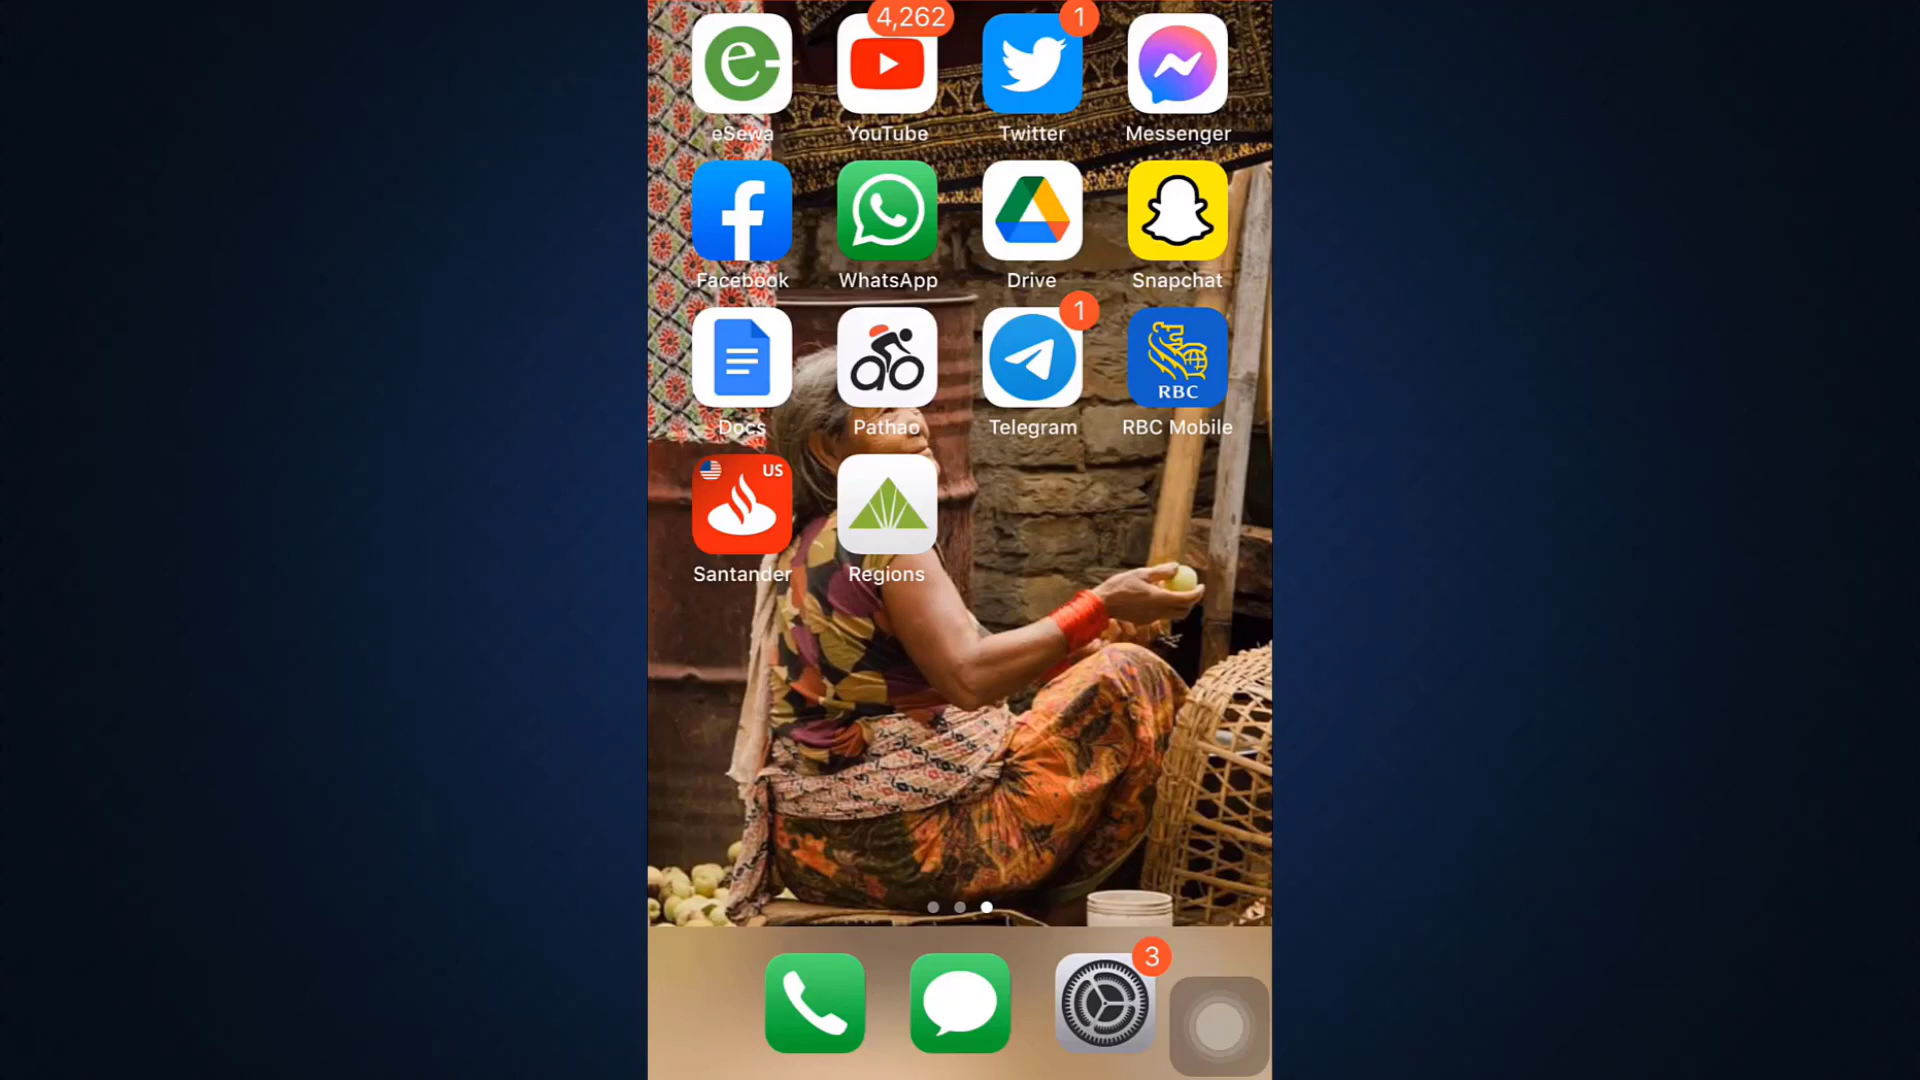 4,262
1
eSewa
YouTube
Twitter
Messenger
Facebook
WhatsApp
Drive
Snapchat
1
RBC
Docs
Pathao
Telegram
RBC Mobile
US
Santander
Regions
3